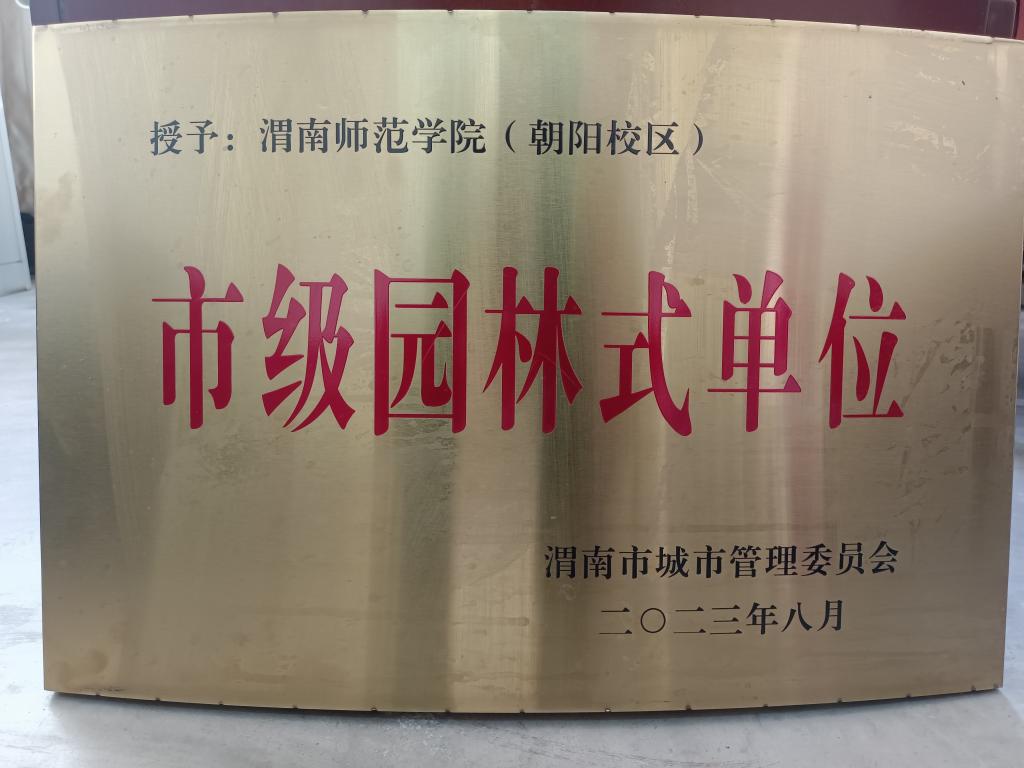 授予：渭南师范学院（朝阳校区）
市级园林式单位
渭南市城市管理委员会
二〇二三年八月